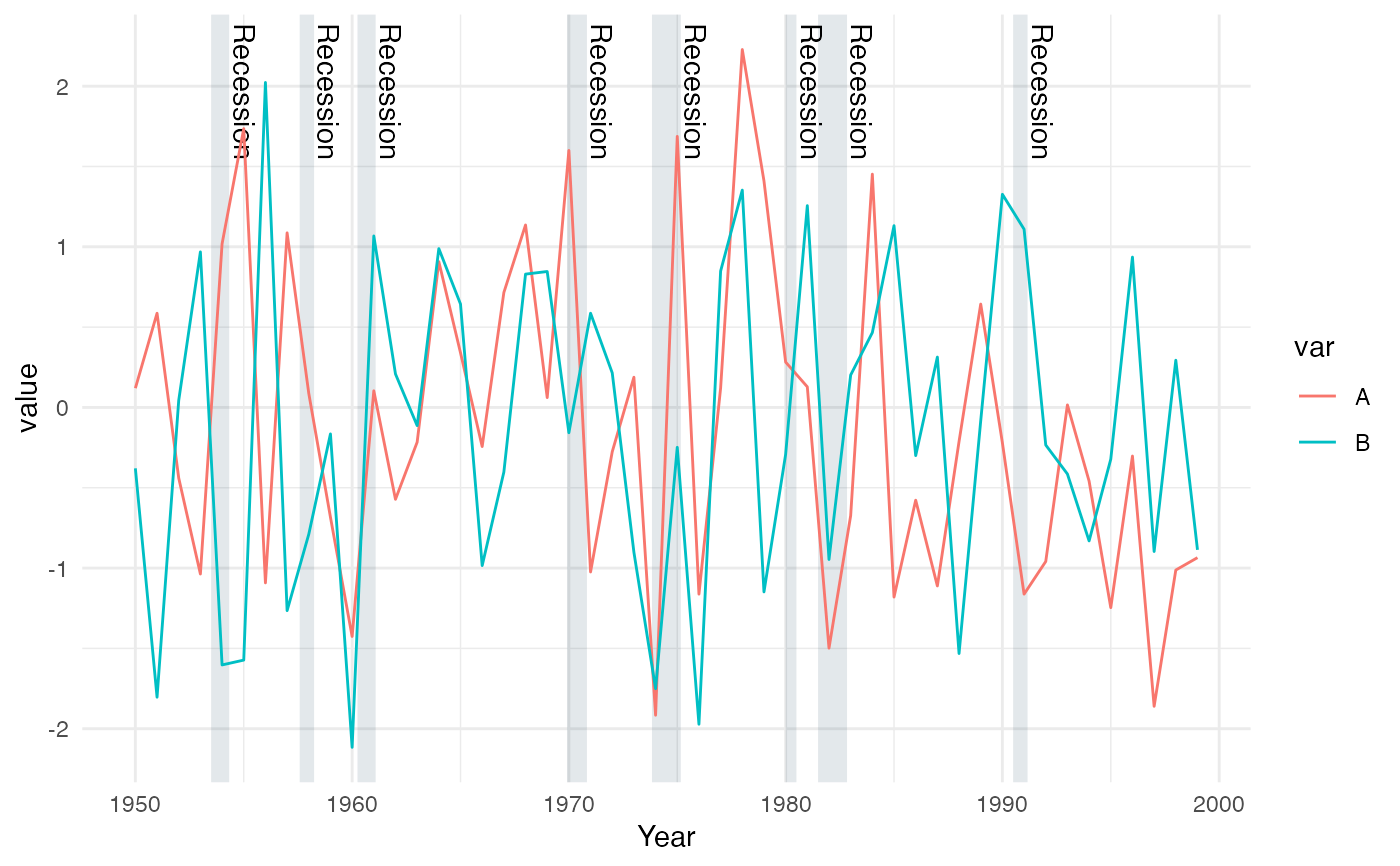 Recession
Recession
Recession
Recession
Recession
Recession
Recession
Recession
2
1
0
-1
-2
value
1950
1960
1970
1980
1990
2000
Year
var
A
B